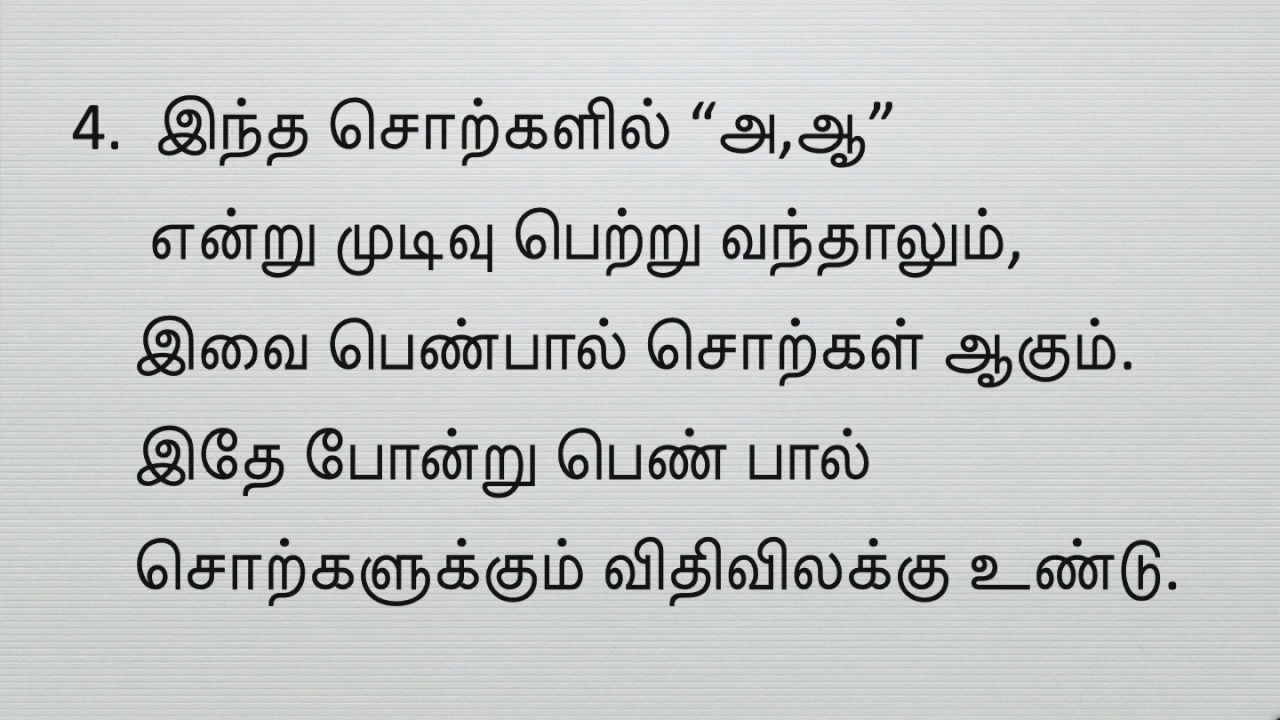 4. இந்த சொற்களில் “அ,ஆ”
என்று முடிவு பெற்று வந்தாலும்,
இவை பெண்பால் சொற்கள் ஆகும்.
இதே போன்று பெண் பால்
சொற்களுக்கும் விதிவிலக்கு உண்டு.